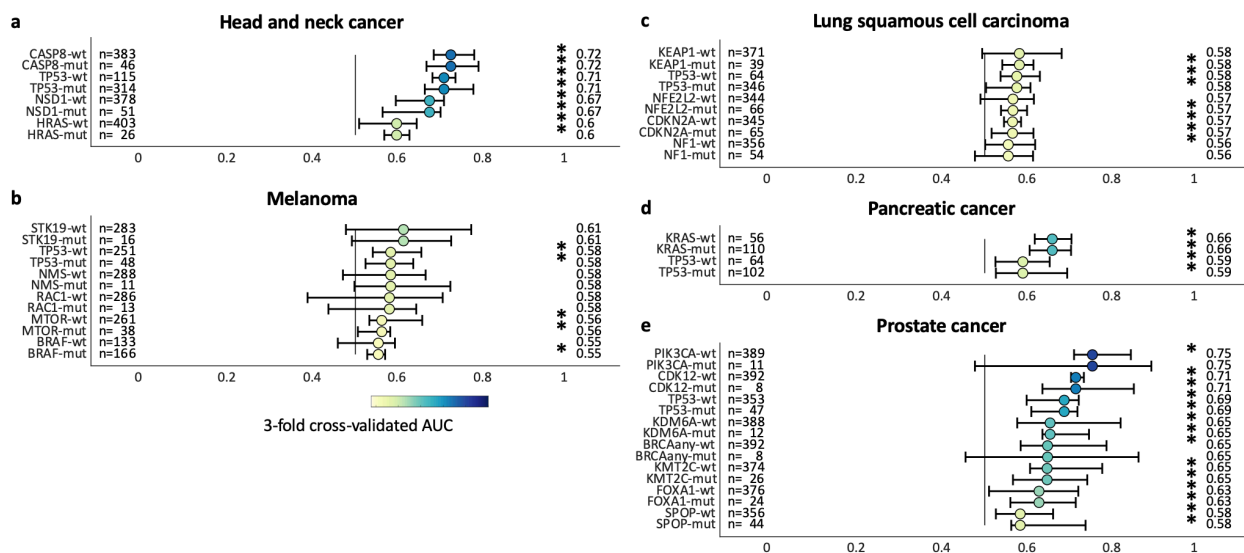 a
Head and neck cancer
CASP8-wt n=383 * 0.72
CASP8-mut n= 46 * 0.72
TP53-wt n=115 * 0.71
TP53-mut n=314 * 0.71
NSD1-wt n=378 * 0.67
NSD1-mut n= 51 * 0.67
HRAS-wt n=403 * 0.6
HRAS-mut n= 26 * 0.6
0 0.2 0.4 0.6 0.8 1
b
Melanoma
STK19-wt n=283 0.61
STK19-mut n= 16 0.61
TP53-wt n=251 * 0.58
TP53-mut n= 48 * 0.58
NMS-wt n=288 0.58
NMS-mut n= 11 0.58
RAC1-wt n=286 0.58
RAC1-mut n= 13 0.58
MTOR-wt n=261 * 0.56
MTOR-mut n= 38 * 0.56
BRAF-wt n=133 0.55
BRAF-mut n=166 * 0.55
0 0.2 0.4 0.6 0.8 1
3-fold cross-validated AUC
c
Lung squamous cell carcinoma
KEAP1-wt n=371 0.58
KEAP1-mut n= 39 * 0.58
TP53-wt n= 64 * 0.58
TP53-mut n=346 * 0.58
NFE2L2-wt n=344 0.57
NFE2L2-mut n= 66 * 0.57
CDKN2A-wt n=345 * 0.57
CDKN2A-mut n= 65 * 0.57
NF1-wt n=356 * 0.56
NF1-mut n= 54 0.56
0 0.2 0.4 0.6 0.8 1
d
Pancreatic cancer
KRAS-wt n= 56 * 0.66
KRAS-mut n=110 * 0.66
TP53-wt n= 64 * 0.59
TP53-mut n=102 * 0.59
0 0.2 0.4 0.6 0.8 1
e
Prostate cancer
PIK3CA-wt n=389 * 0.75
PIK3CA-mut n= 11 0.75
CDK12-wt n=392 * 0.71
CDK12-mut n= 8 * 0.71
TP53-wt n=353 * 0.69
TP53-mut n= 47 * 0.69
KDM6A-wt n=388 * 0.65
KDM6A-mut n= 12 * 0.65
BRCAany-wt n=392 * 0.65
BRCAany-mut n= 8 0.65
KMT2C-wt n=374 * 0.65
KMT2C-mut n= 26 * 0.65
FOXA1-wt n=376 * 0.63
FOXA1-mut n= 24 * 0.63
SPOP-wt n=356 * 0.58
SPOP-mut n= 44 * 0.58
0 0.2 0.4 0.6 0.8 1